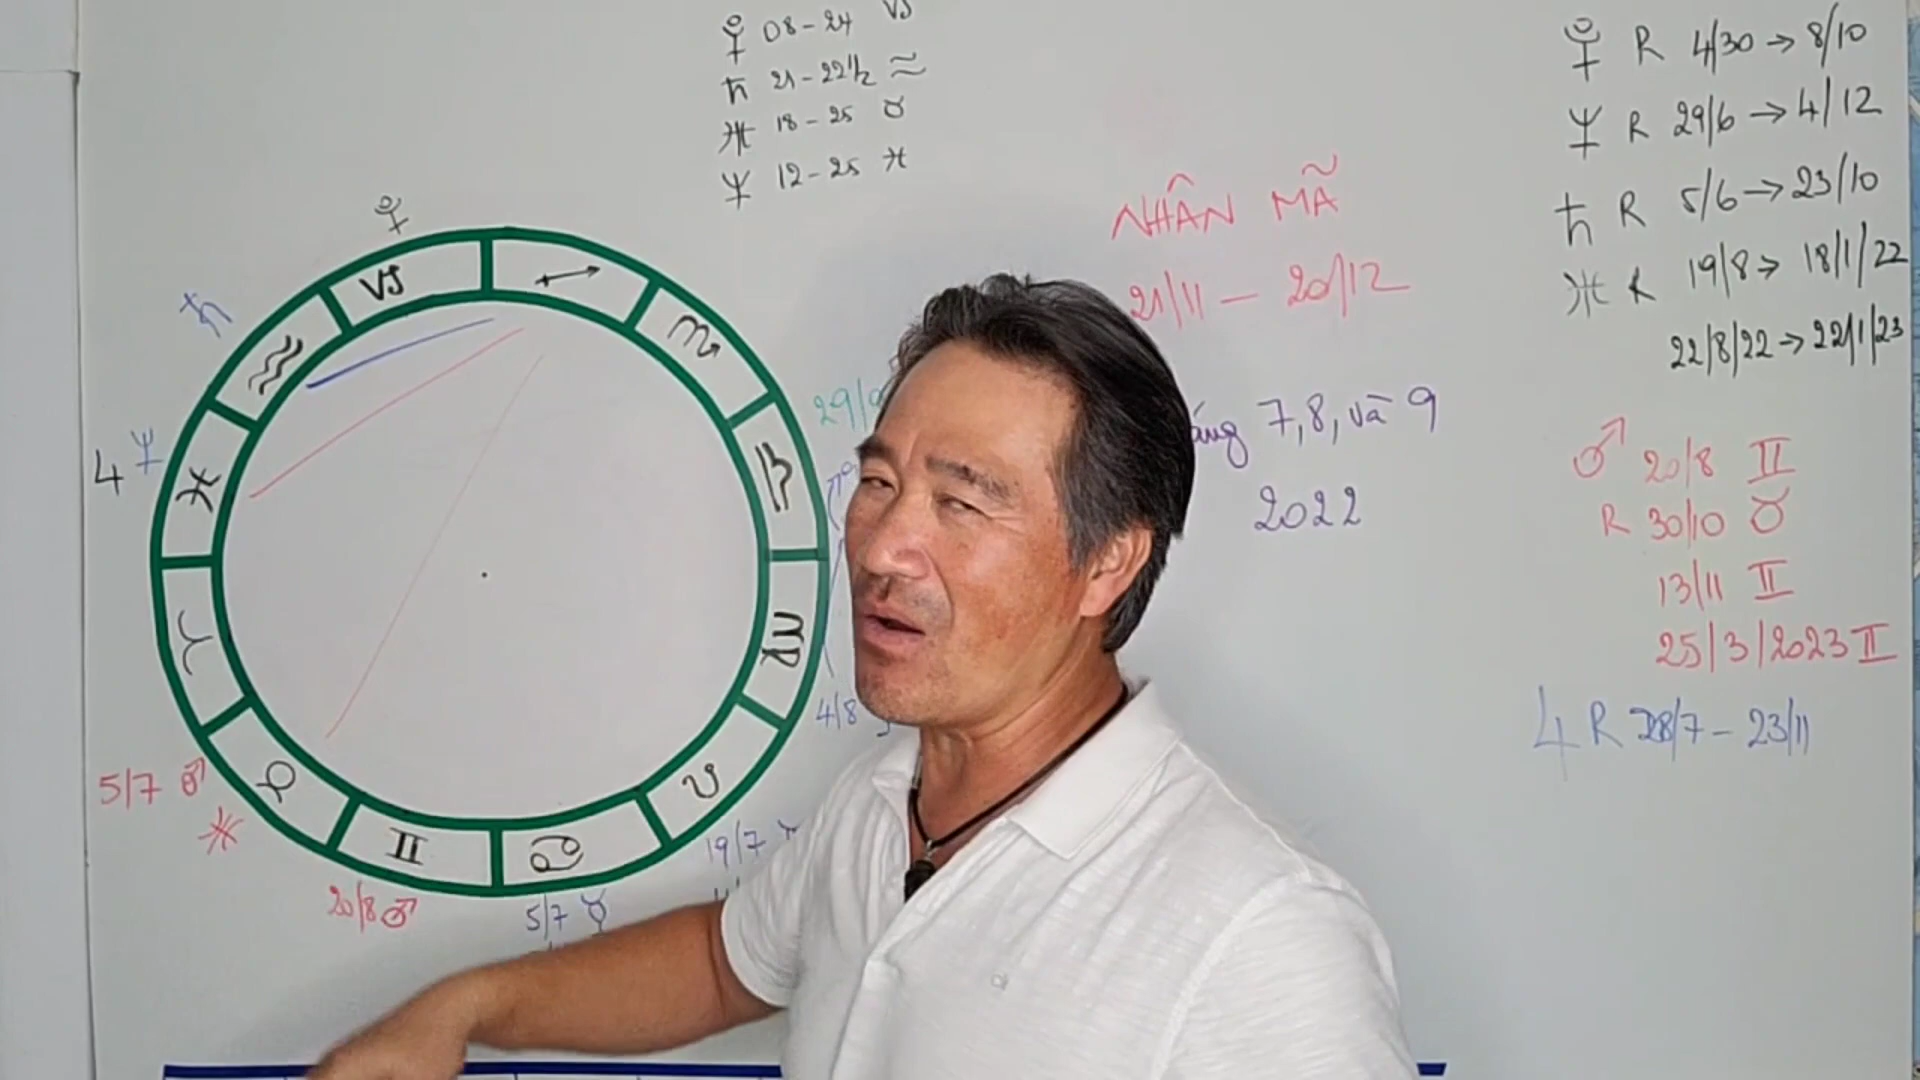 08-24 ♑
♄ 21-22½ ♒
♅ 18-25 ♉
♆ 12-25 ♓
R 4/30 → 8/10
♆ R 29/6 → 4/12
♄ R 5/6 → 23/10
♅ R 19/8 → 18/1/22
22/8/22 → 22/1/23
NHÂN MÃ
21/11 - 20/12
7, 8, và 9
2022
♂ 20/8 II
R 30/10 ♉
13/11 II
25/3/2023 II
♃ R 28/7 - 23/11
♑
♐
♏
♎
♍
♌
♋
♊
♉
♈
♓
♒
♄
4 ♆
5/7 ♂
20/8 ♂
5/7
19/7
4/8